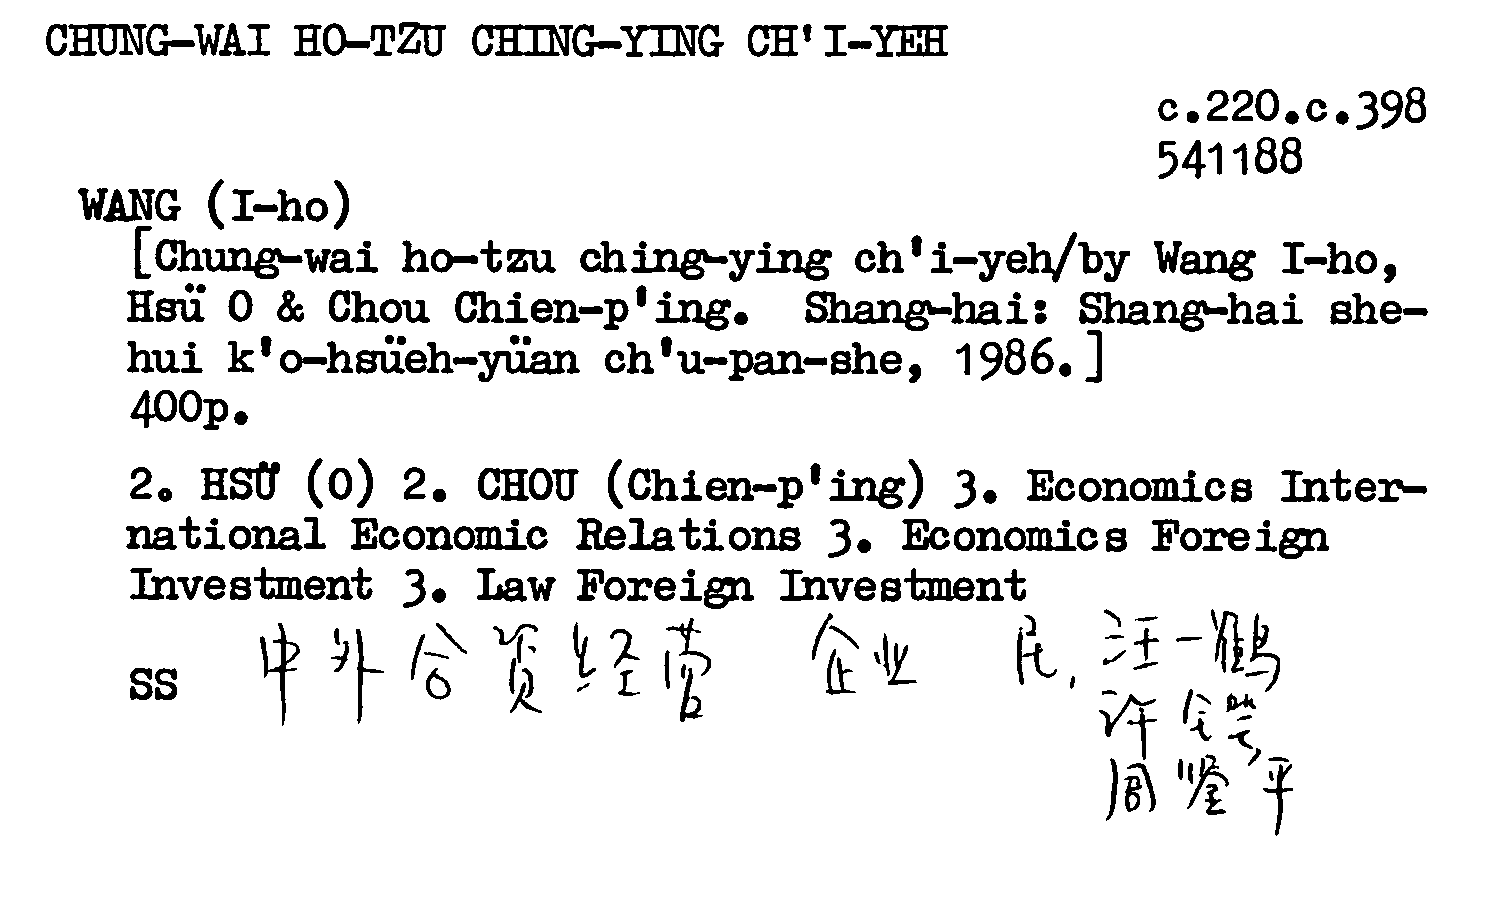 CHUNG-WAI HO-TZU CHING-YING CH'I-YEH
c.220.c.398
541188
WANG (I-ho)
[Chung-wai ho-tzu ching-ying ch'i-yeh/by Wang I-ho,
Hsü O & Chou Chien-p'ing. Shang-hai: Shang-hai she-
hui k'o-hsüeh-yüan ch'u-pan-she, 1986.]
400p.
2. HSÜ (O) 2. CHOU (Chien-p'ing) 3. Economics Inter-
national Economic Relations 3. Economics Foreign
Investment 3. Law Foreign Investment
SS 中外合资经营 企业 汪一鹤
许
周鉴平